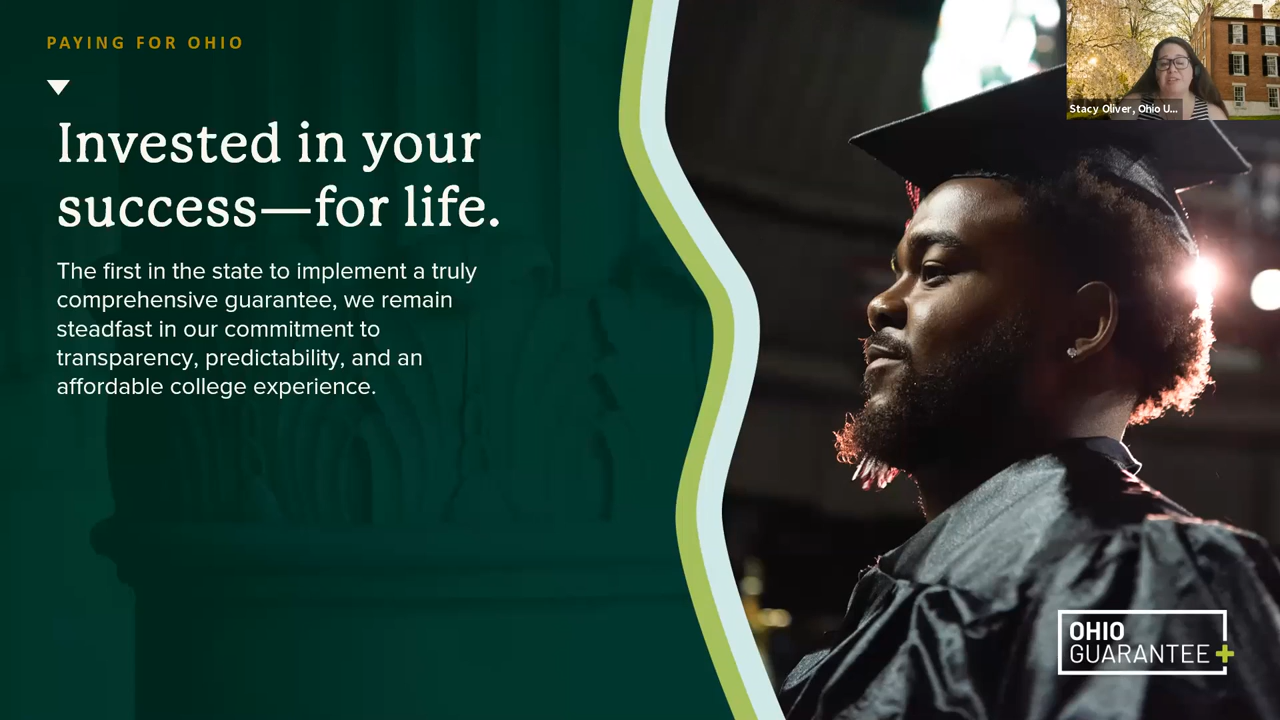 PAYING FOR OHIO
Invested in your
success—for life.
The first in the state to implement a truly
comprehensive guarantee, we remain
steadfast in our commitment to
transparency, predictability, and an
affordable college experience.
Stacy Oliver, Ohio U...
OHIO
GUARANTEE+